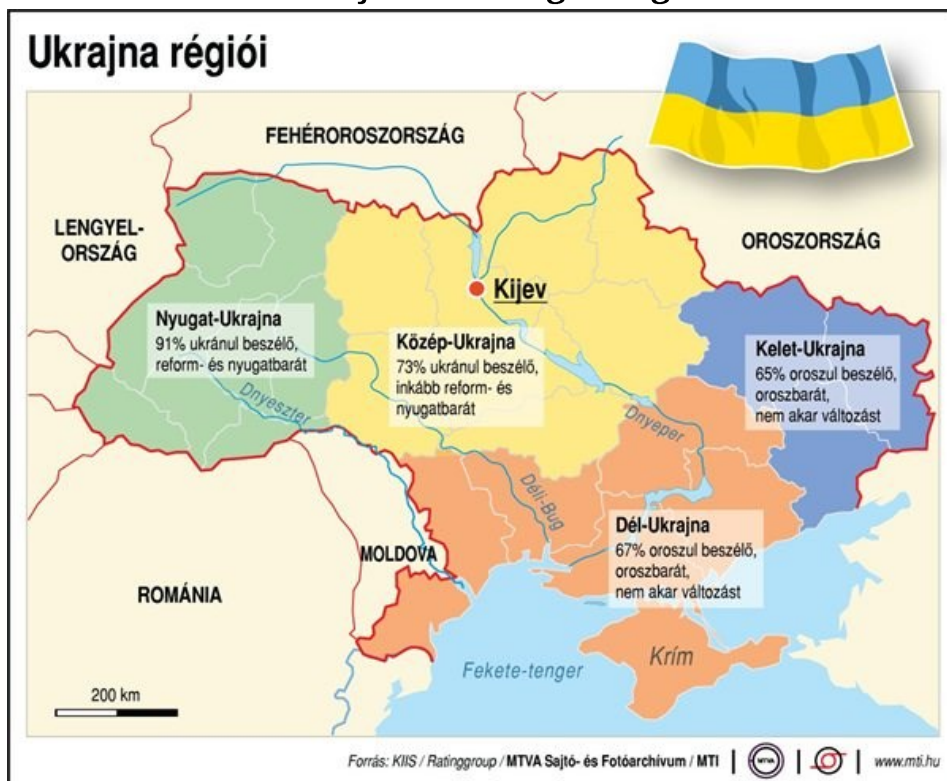 Ukrajna régiói
FEHÉROROSZORSZÁG
LENGYEL-
ORSZÁG
OROSZORSZÁG
Kijev
Nyugat-Ukrajna
91% ukránul beszélő,
reform- és nyugatbarát
Közép-Ukrajna
73% ukránul beszélő,
inkább reform- és
nyugatbarát
Kelet-Ukrajna
65% oroszul beszélő,
oroszbarát,
nem akar változást
Dnyeszter
Dnyeper
Déli-Bug
Dél-Ukrajna
67% oroszul beszélő,
oroszbarát,
nem akar változást
MOLDOVA
ROMÁNIA
Krím
Fekete-tenger
200 km
Forrás: KIIS / Ratinggroup / MTVA Sajtó- és Fotóarchívum / MTI | MTVA | | www.mti.hu